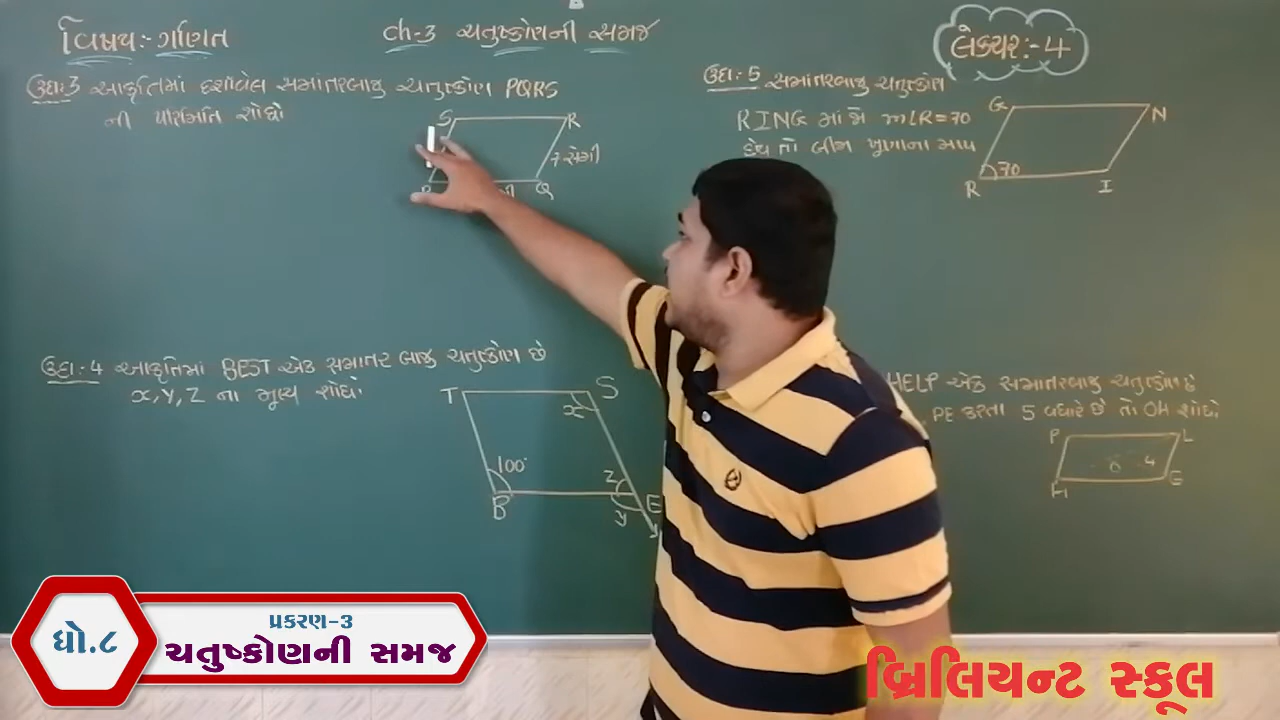 વિષય:- ગણિત
ch-3 ચતુષ્કોણની સમજ
લેક્ચર:- 4
ઉદા:3 આકૃતિમાં દર્શાવેલ સમાંતરબાજુ ચતુષ્કોણ PQRS
ની પરિમિતિ શોધો
S R
7 સેમી
Q
ઉદા:5 સમાંતરબાજુ ચતુષ્કોણ
RING માં જો m∠R=70
હોય તો બીજા ખુણાના માપ
G N
70
R I
ઉદા:4 આકૃતિમાં BEST એક સમાંતર બાજુ ચતુષ્કોણ છે
x,y,z ના મૂલ્ય શોધો
T S
x
100°
z
B E
y
HELP એક સમાંતરબાજુ ચતુષ્કોણ છે
PE કરતા 5 વધારે છે તો OH શોધો
P L
O 4
H E
ધો.૮
પ્રકરણ-3
ચતુષ્કોણની સમજ
બ્રિલિયન્ટ સ્કૂલ